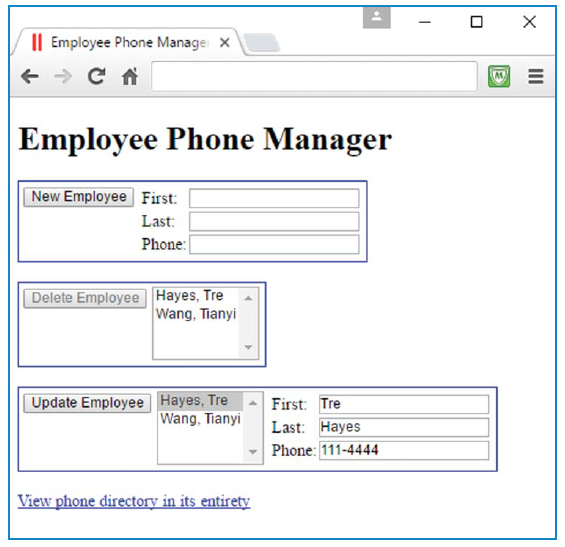 Employee Phone Manage
Employee Phone Manager
New Employee First:
Last:
Phone:
Delete Employee Hayes, Tre
Wang, Tianyi
Update Employee Hayes, Tre First: Tre
Wang, Tianyi Last: Hayes
Phone: 111-4444
View phone directory in its entirety